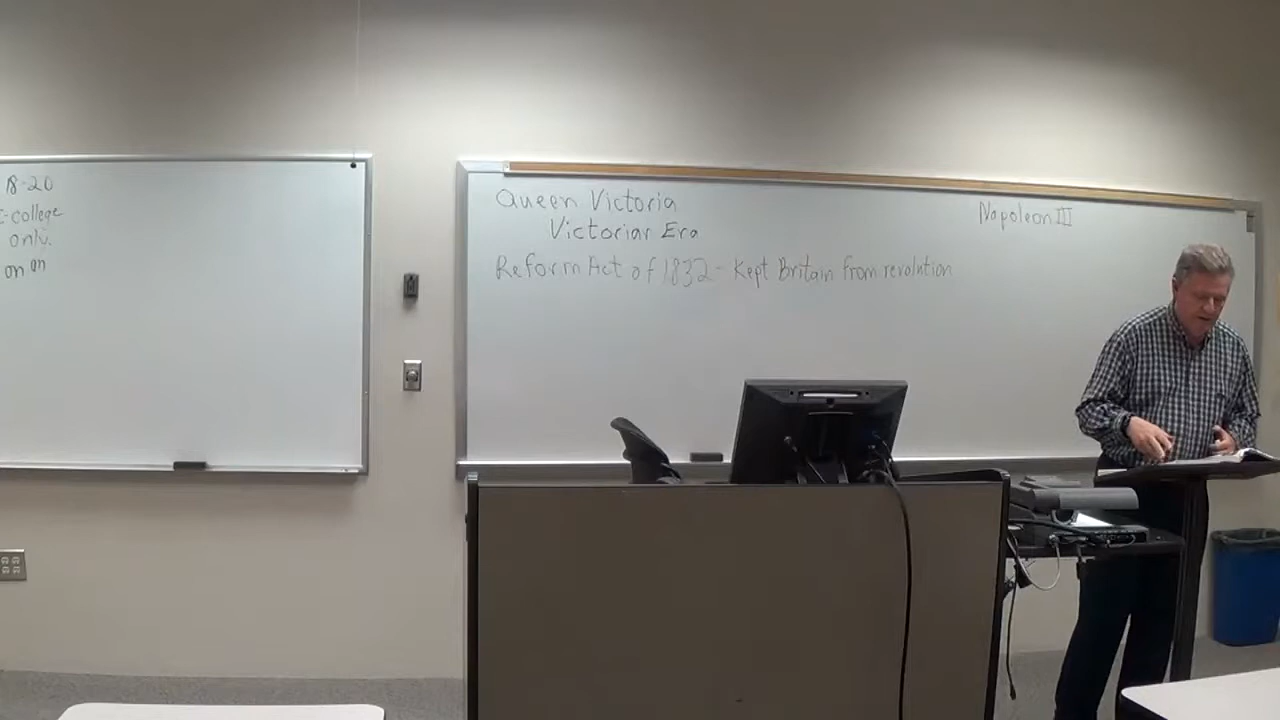 18-20
I-college
only.
on on
Queen Victoria
Victorian Era
Reform Act of 1832 - Kept Britain from revolution
Napoleon III